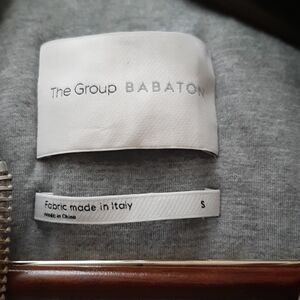 The Group BABATON
Fabric made in Italy S
Made in China